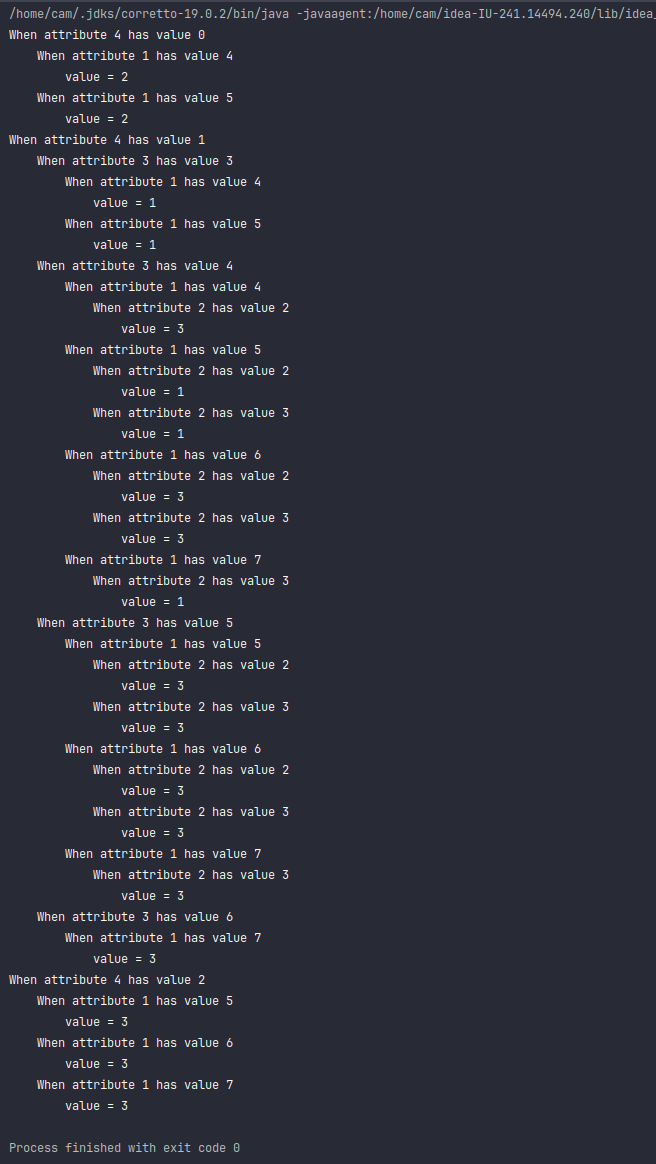 /home/cam/.jdks/corretto-19.0.2/bin/java -javaagent:/home/cam/idea-IU-241.14494.240/lib/idea_
When attribute 4 has value 0
    When attribute 1 has value 4
        value = 2
    When attribute 1 has value 5
        value = 2
When attribute 4 has value 1
    When attribute 3 has value 3
        When attribute 1 has value 4
            value = 1
        When attribute 1 has value 5
            value = 1
    When attribute 3 has value 4
        When attribute 1 has value 4
            When attribute 2 has value 2
                value = 3
        When attribute 1 has value 5
            When attribute 2 has value 2
                value = 1
            When attribute 2 has value 3
                value = 1
        When attribute 1 has value 6
            When attribute 2 has value 2
                value = 3
            When attribute 2 has value 3
                value = 3
        When attribute 1 has value 7
            When attribute 2 has value 3
                value = 1
    When attribute 3 has value 5
        When attribute 1 has value 5
            When attribute 2 has value 2
                value = 3
            When attribute 2 has value 3
                value = 3
        When attribute 1 has value 6
            When attribute 2 has value 2
                value = 3
            When attribute 2 has value 3
                value = 3
        When attribute 1 has value 7
            When attribute 2 has value 3
                value = 3
    When attribute 3 has value 6
        When attribute 1 has value 7
            value = 3
When attribute 4 has value 2
    When attribute 1 has value 5
        value = 3
    When attribute 1 has value 6
        value = 3
    When attribute 1 has value 7
        value = 3

Process finished with exit code 0